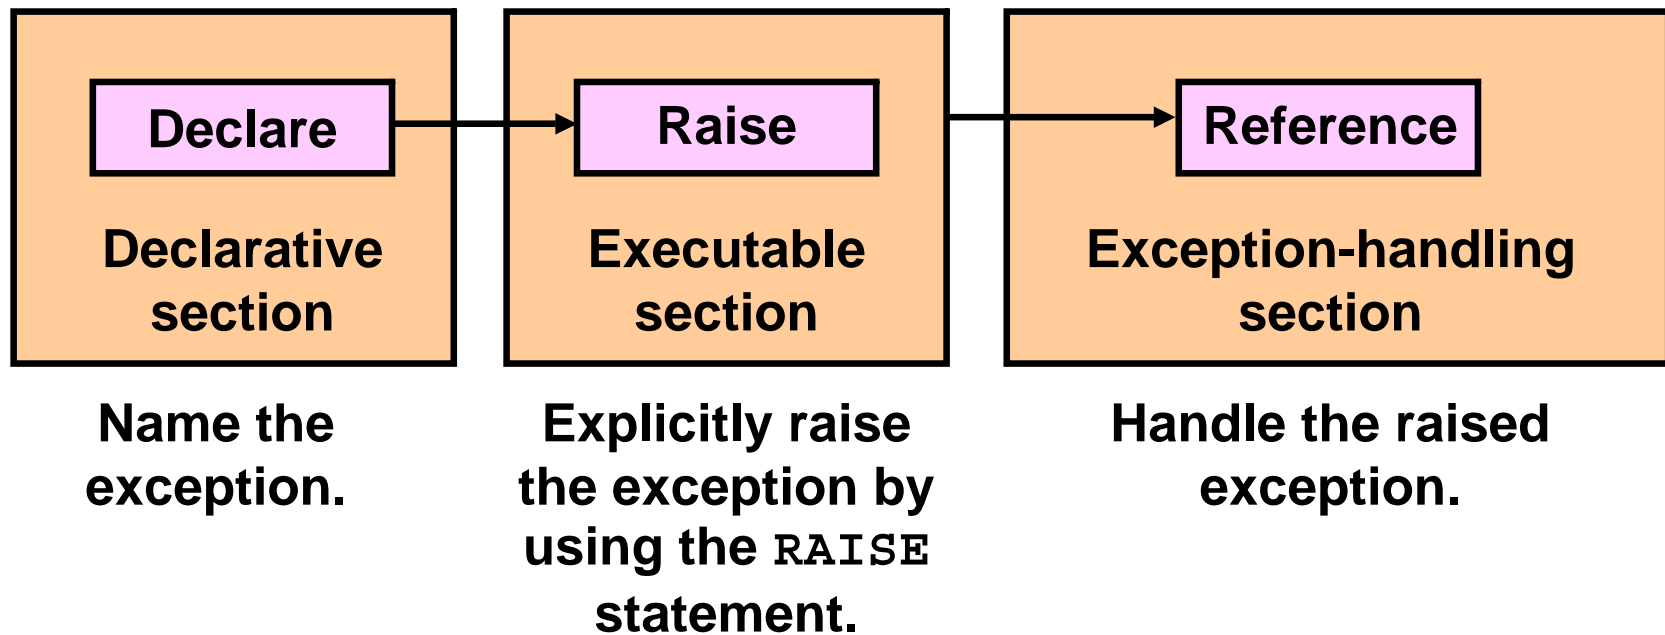 Declare
Declarative
section
Name the
exception.
Raise
Executable
section
Explicitly raise
the exception by
using the RAISE
statement.
Reference
Exception-handling
section
Handle the raised
exception.